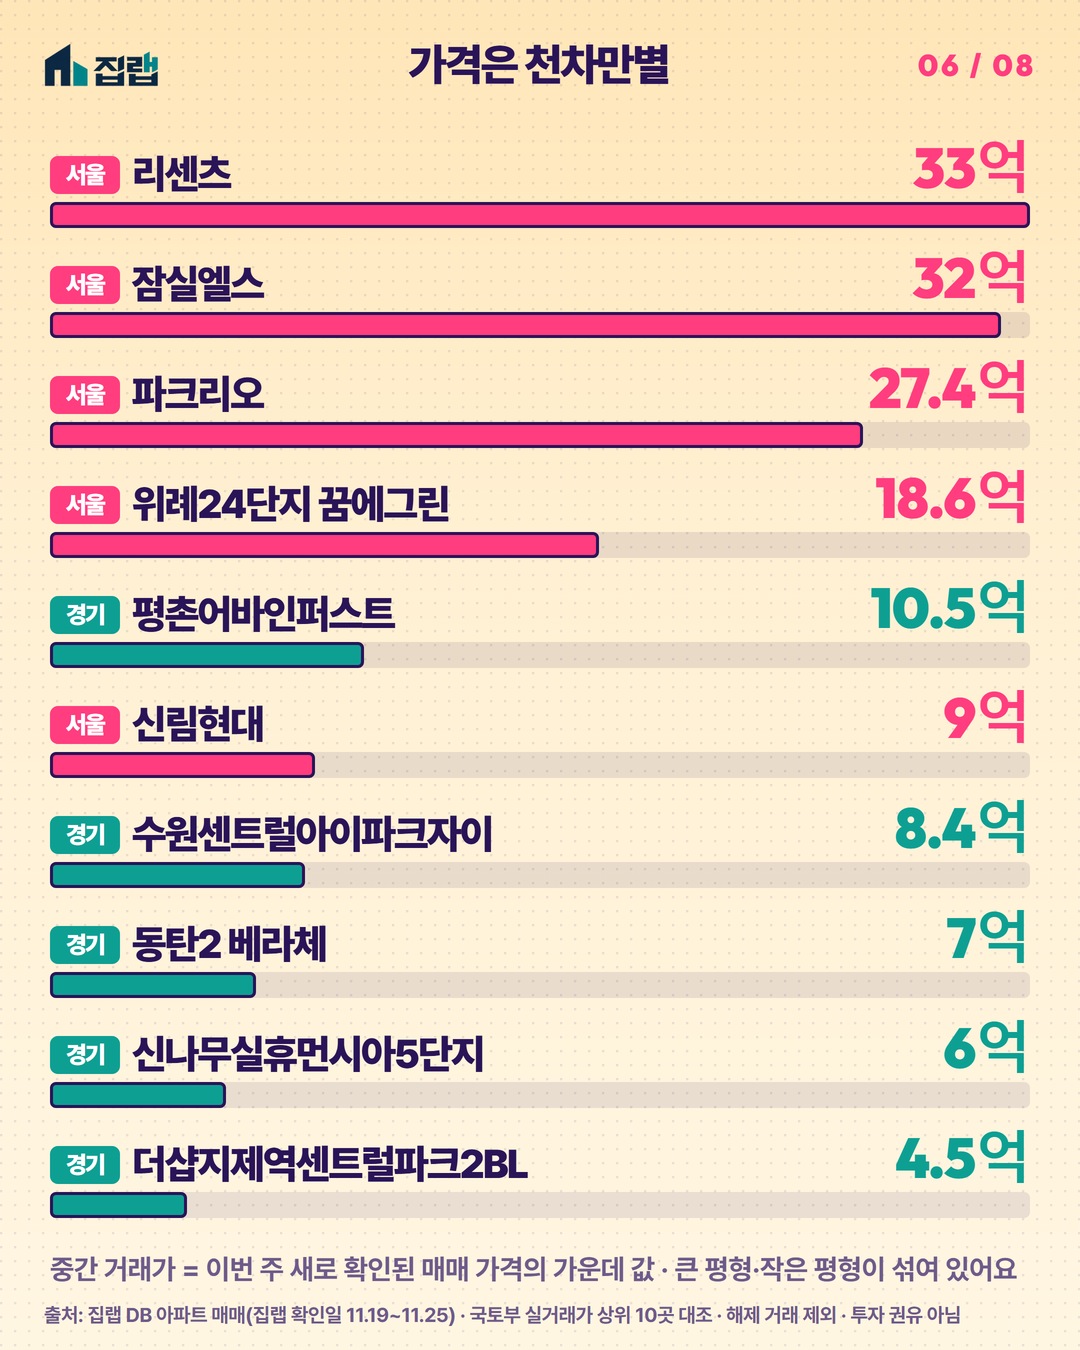 집랩
가격은 천차만별
06 / 08
서울 리센츠 33억
서울 잠실엘스 32억
서울 파크리오 27.4억
서울 위례24단지 꿈에그린 18.6억
경기 평촌어바인퍼스트 10.5억
서울 신림현대 9억
경기 수원센트럴아이파크자이 8.4억
경기 동탄2 베라체 7억
경기 신나무실휴먼시아5단지 6억
경기 더샵지제역센트럴파크2BL 4.5억
중간 거래가 = 이번 주 새로 확인된 매매 가격의 가운데 값 · 큰 평형·작은 평형이 섞여 있어요
출처: 집랩 DB 아파트 매매(집랩 확인일 11.19~11.25) · 국토부 실거래가 상위 10곳 대조 · 해제 거래 제외 · 투자 권유 아님